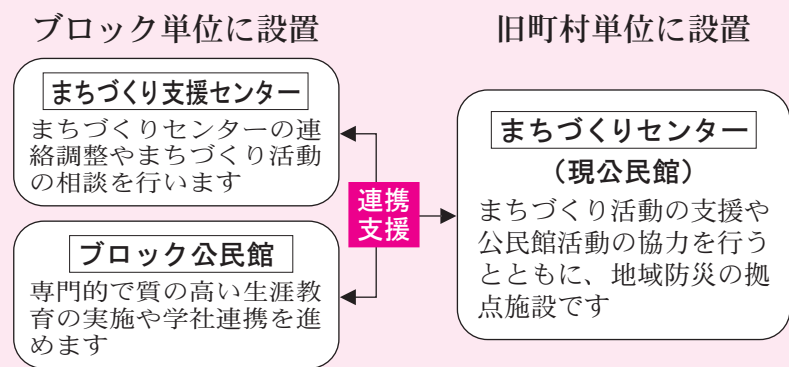 ブロック単位に設置
まちづくり支援センター
まちづくりセンターの連
絡調整やまちづくり活動
の相談を行います
ブロック公民館
専門的で質の高い生涯教
育の実施や学社連携を進
めます
連携
支援
旧町村単位に設置
まちづくりセンター
（現公民館）
まちづくり活動の支援や
公民館活動の協力を行う
とともに、地域防災の拠
点施設です